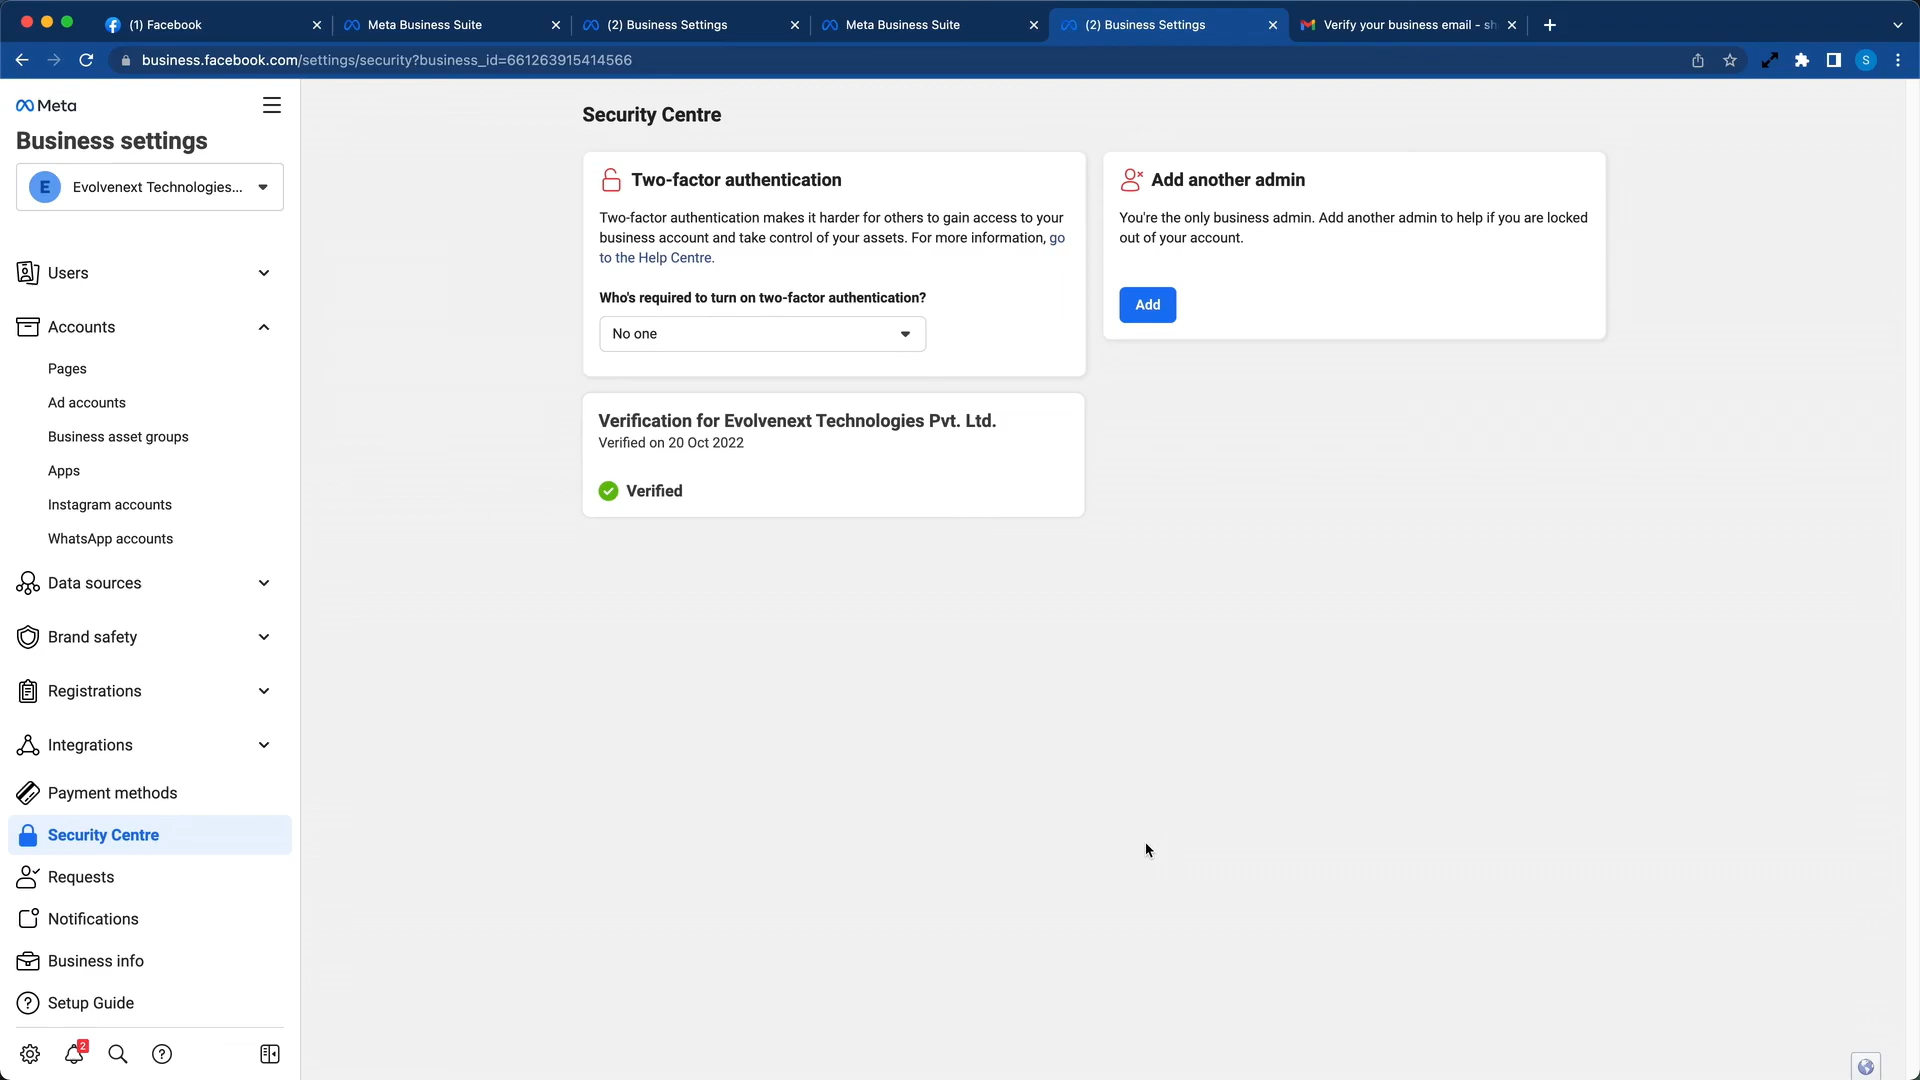 (1) Facebook
Meta Business Suite
(2) Business Settings
Meta Business Suite
(2) Business Settings
Verify your business email - sh
business.facebook.com/settings/security?business_id=661263915414566
S
Meta
Business settings
E
Evolvenext Technologies...
Users
Accounts
Pages
Ad accounts
Business asset groups
Apps
Instagram accounts
WhatsApp accounts
Data sources
Brand safety
Registrations
Integrations
Payment methods
Security Centre
Requests
Notifications
Business info
Setup Guide
2
Security Centre
Two-factor authentication
Two-factor authentication makes it harder for others to gain access to your
business account and take control of your assets. For more information, go
to the Help Centre.
Who's required to turn on two-factor authentication?
No one
Add another admin
You're the only business admin. Add another admin to help if you are locked
out of your account.
Add
Verification for Evolvenext Technologies Pvt. Ltd.
Verified on 20 Oct 2022
Verified